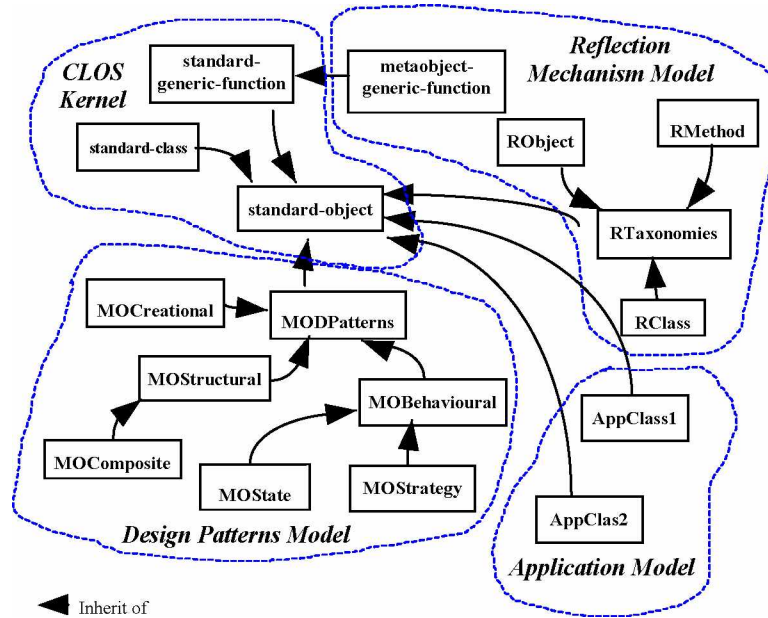 CLOS
Kernel
standard-
generic-function
metaobject-
generic-function
Reflection
Mechanism Model
standard-class
RObject
RMethod
standard-object
RTaxonomies
MOCreational
MODPatterns
RClass
MOStructural
MOBehavioural
AppClass1
MOComposite
MOState
MOStrategy
AppClas2
Design Patterns Model
Application Model
Inherit of